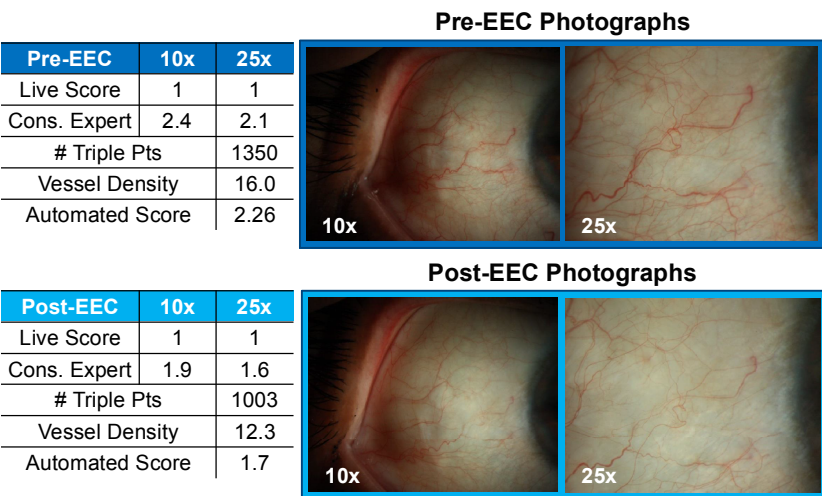 Pre-EEC Photographs
Pre-EEC 10x 25x
Live Score 1 1
Cons. Expert 2.4 2.1
# Triple Pts 1350
Vessel Density 16.0
Automated Score 2.26
10x 25x
Post-EEC Photographs
Post-EEC 10x 25x
Live Score 1 1
Cons. Expert 1.9 1.6
# Triple Pts 1003
Vessel Density 12.3
Automated Score 1.7
10x 25x